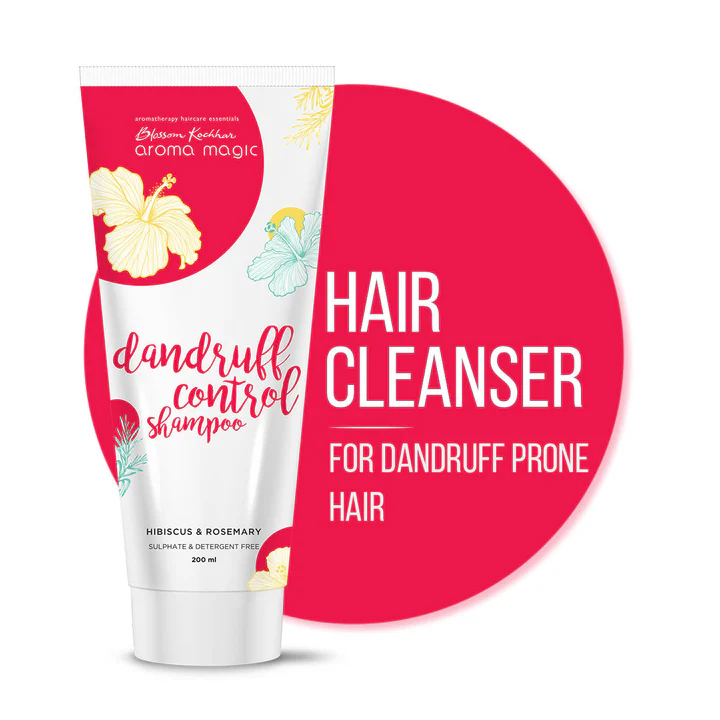 aromatherapy haircare essentials
Blossom Kochhar
aroma magic
dandruff
control
shampoo
HIBISCUS & ROSEMARY
SULPHATE & DETERGENT FREE
200 ml
HAIR
CLEANSER
FOR DANDRUFF PRONE
HAIR